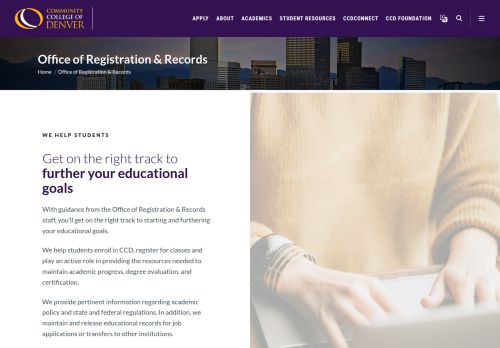 COMMUNITY
COLLEGE OF
DENVER
APPLY ABOUT ACADEMICS STUDENT RESOURCES CCDCONNECT CCD FOUNDATION
Office of Registration & Records
Home / Office of Registration & Records
WE HELP STUDENTS
Get on the right track to
further your educational
goals
With guidance from the Office of Registration & Records
staff, you'll get on the right track to starting and furthering
your educational goals.
We help students enroll in CCD, register for classes and
play an active role in providing the resources needed to
maintain academic progress, degree evaluation, and
certification.
We provide pertinent information regarding academic
policy and state and federal regulations. In addition, we
maintain and release educational records for job
applications or transfers to other institutions.